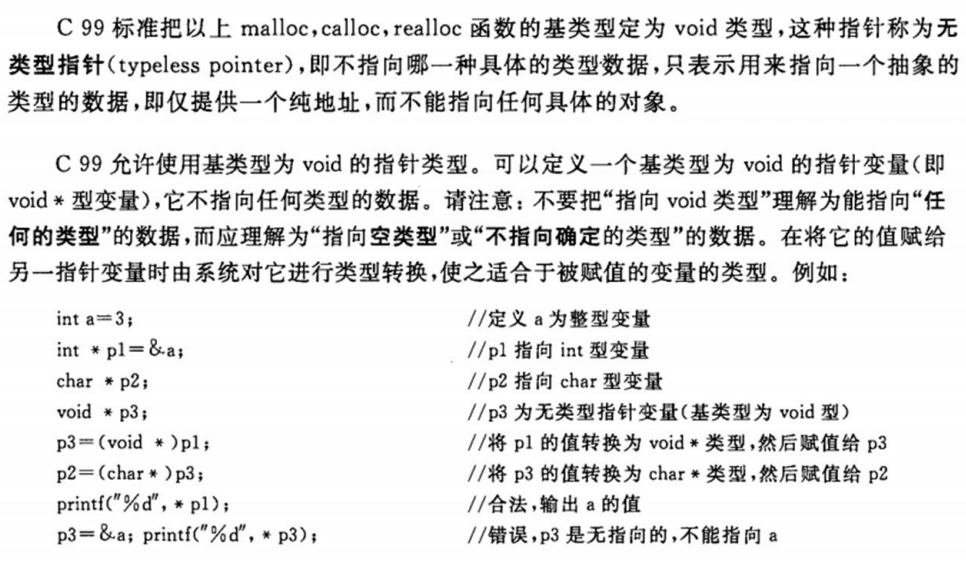 C 99 标准把以上 malloc,calloc,realloc 函数的基类型定为 void 类型,这种指针称为无
类型指针(typeless pointer),即不指向哪一种具体的类型数据,只表示用来指向一个抽象的
类型的数据,即仅提供一个纯地址,而不能指向任何具体的对象。
C 99 允许使用基类型为 void 的指针类型。可以定义一个基类型为 void 的指针变量(即
void * 型变量),它不指向任何类型的数据。请注意:不要把“指向 void 类型”理解为能指向“任
何的类型”的数据,而应理解为“指向空类型”或“不指向确定的类型”的数据。在将它的值赋给
另一指针变量时由系统对它进行类型转换,使之适合于被赋值的变量的类型。例如:
int a=3; //定义 a 为整型变量
int * p1=&a; //p1 指向 int 型变量
char * p2; //p2 指向 char 型变量
void * p3; //p3 为无类型指针变量(基类型为 void 型)
p3=(void *)p1; //将 p1 的值转换为 void * 类型,然后赋值给 p3
p2=(char*)p3; //将 p3 的值转换为 char * 类型,然后赋值给 p2
printf("%d", * p1); //合法,输出 a 的值
p3=&a; printf("%d", * p3); //错误,p3 是无指向的,不能指向 a